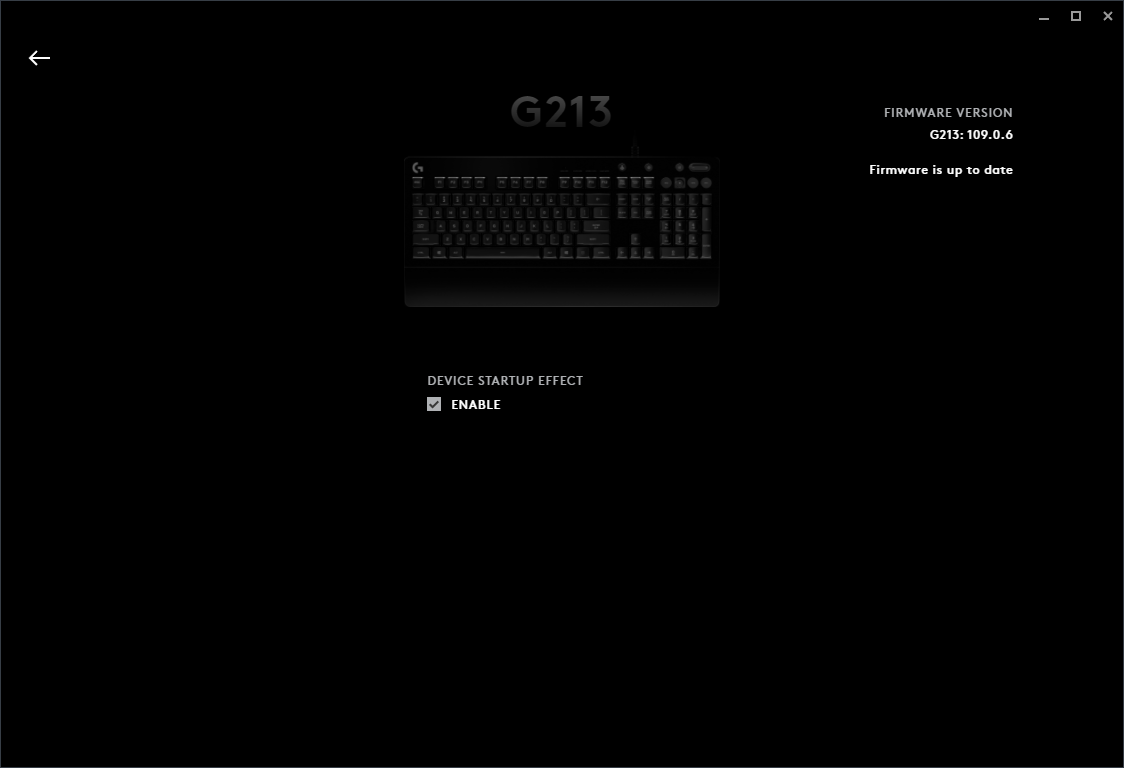 G213
FIRMWARE VERSION
G213: 109.0.6
Firmware is up to date
DEVICE STARTUP EFFECT
ENABLE